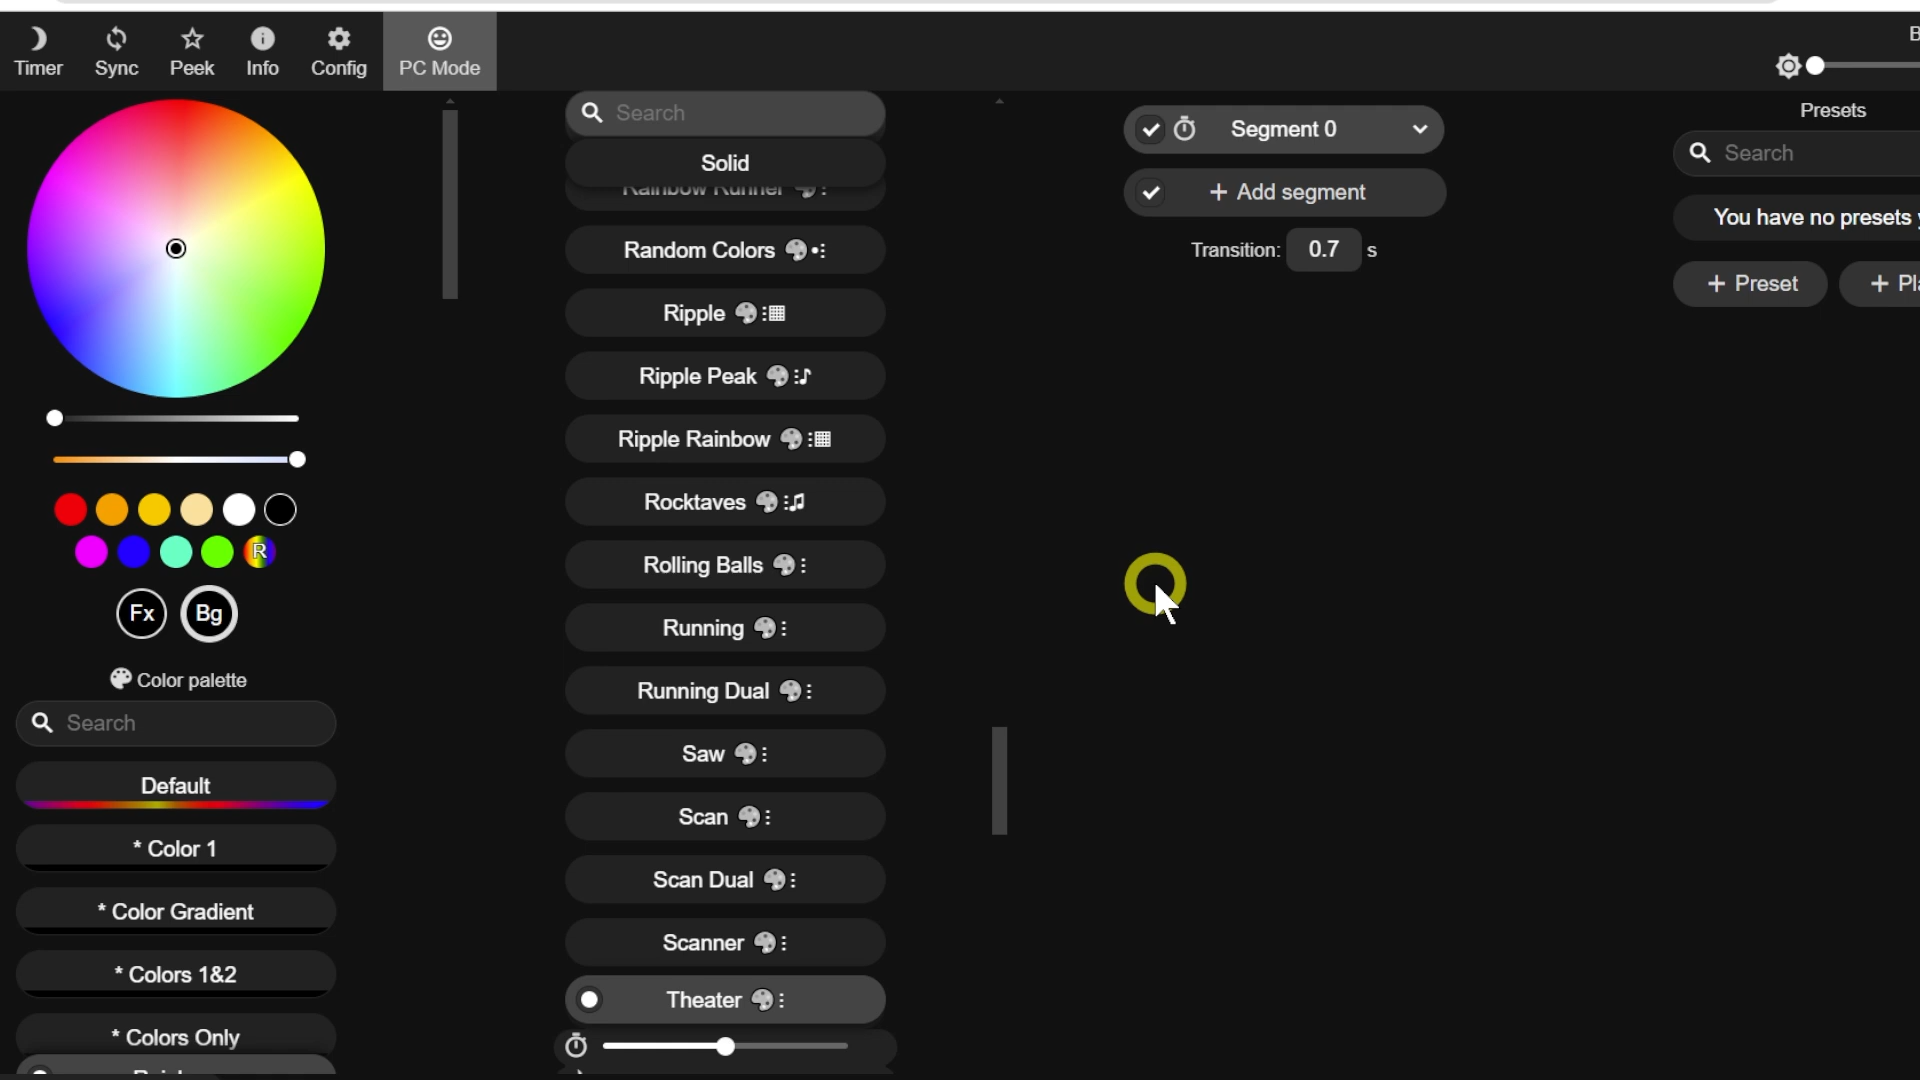 Timer
Sync
Peek
Info
Config
PC Mode
Search
Solid
Rainbow Runner
Random Colors
Ripple
Ripple Peak
Ripple Rainbow
Rocktaves
Rolling Balls
Running
Running Dual
Saw
Scan
Scan Dual
Scanner
Theater
R
Fx
Bg
Color palette
Search
Default
* Color 1
* Color Gradient
* Colors 1&2
* Colors Only
Segment 0
+ Add segment
Transition: 0.7 s
Presets
Search
You have no presets
+ Preset
+ Pla